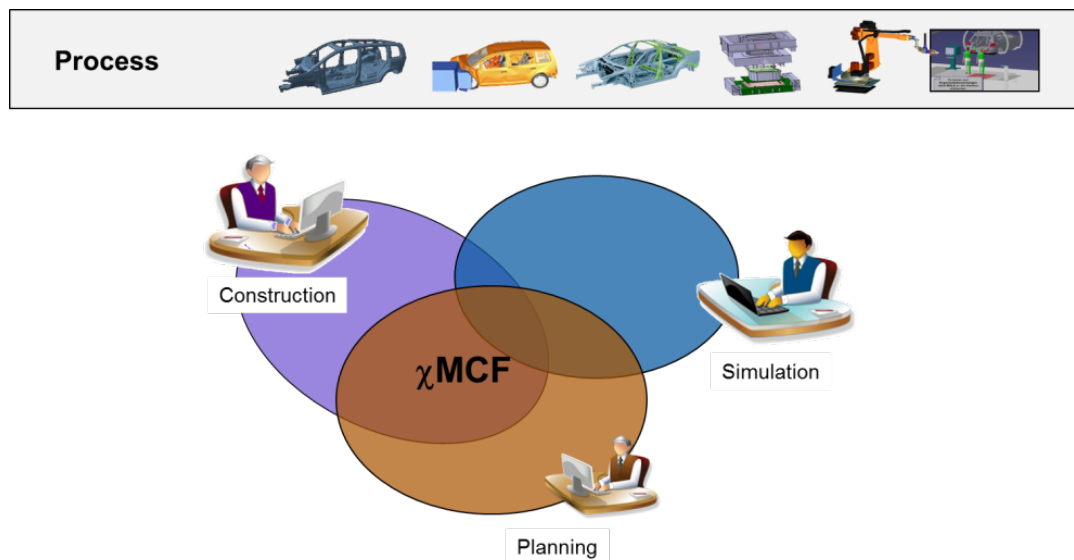 Process
Construction
χMCF
Simulation
Planning